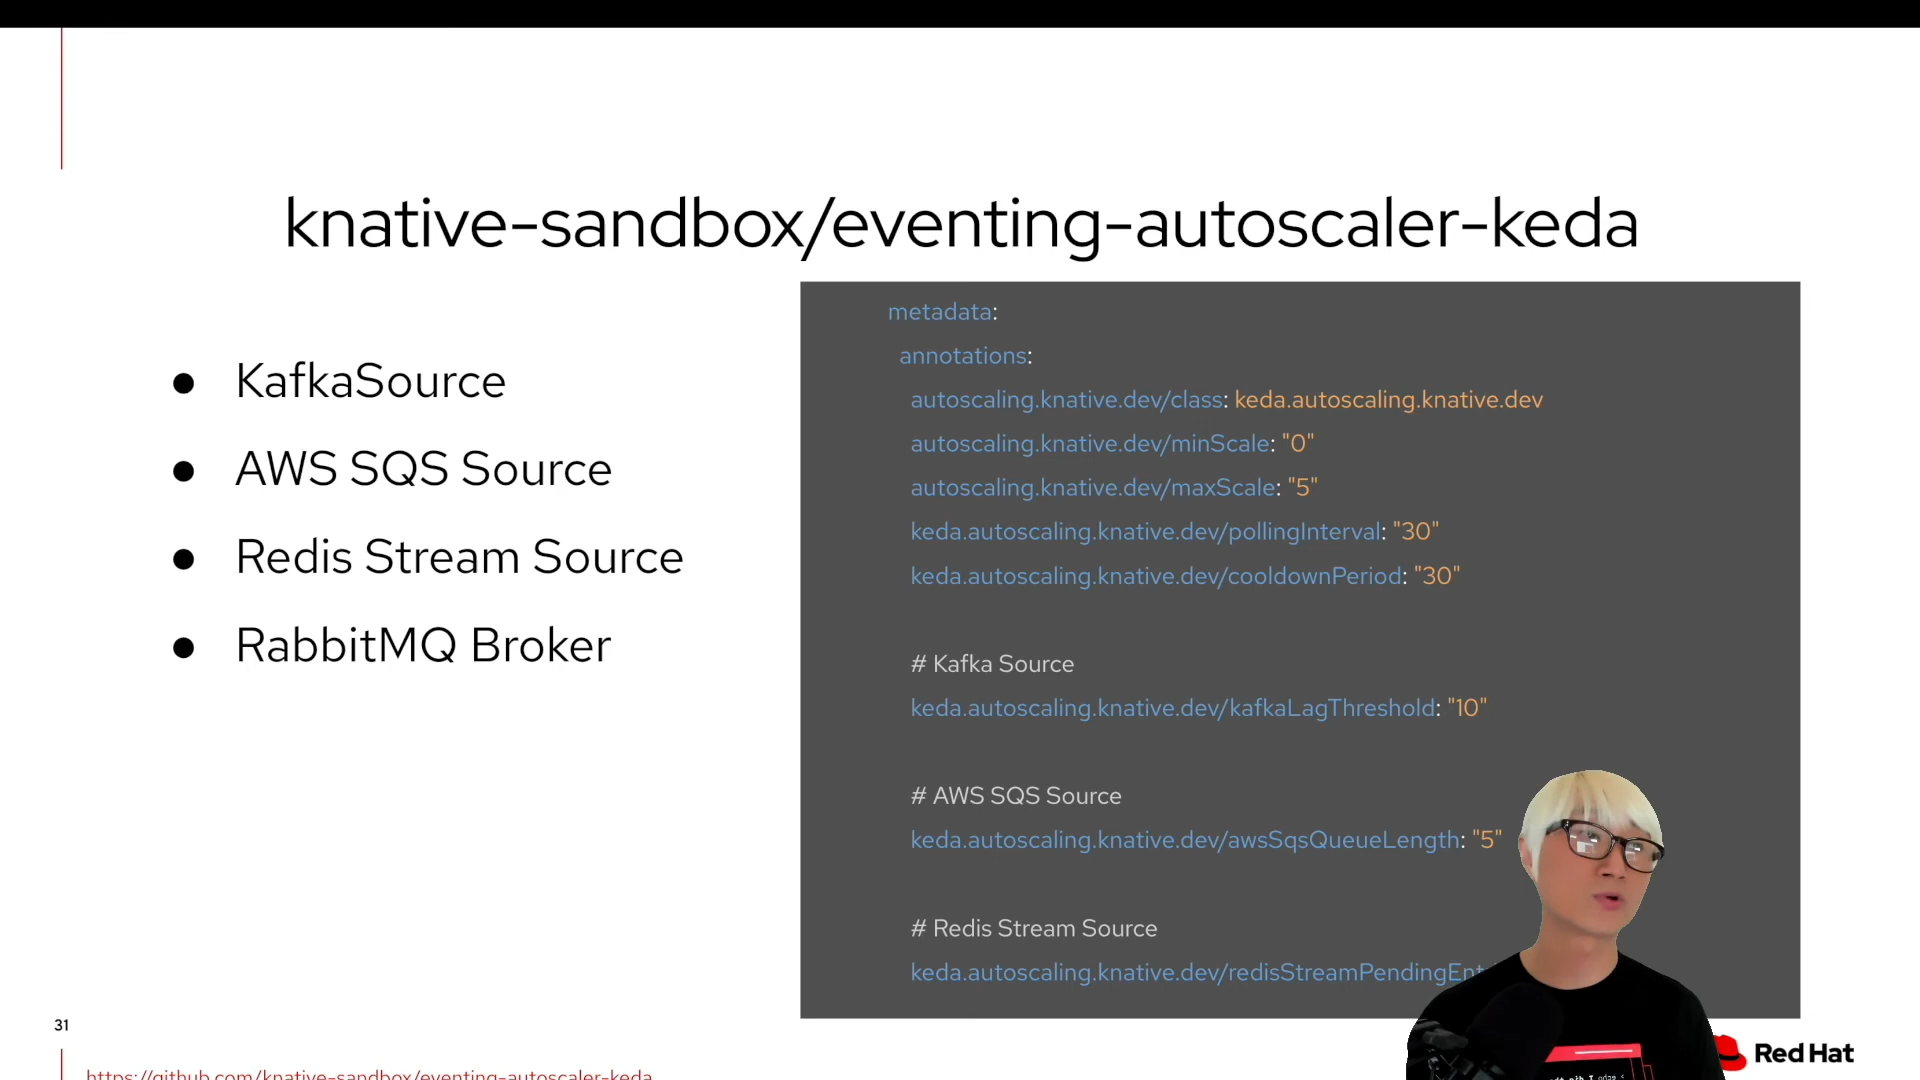 knative-sandbox/eventing-autoscaler-keda
● KafkaSource
● AWS SQS Source
● Redis Stream Source
● RabbitMQ Broker
metadata:
annotations:
autoscaling.knative.dev/class: keda.autoscaling.knative.dev
autoscaling.knative.dev/minScale: "0"
autoscaling.knative.dev/maxScale: "5"
keda.autoscaling.knative.dev/pollingInterval: "30"
keda.autoscaling.knative.dev/cooldownPeriod: "30"
# Kafka Source
keda.autoscaling.knative.dev/kafkaLagThreshold: "10"
# AWS SQS Source
keda.autoscaling.knative.dev/awsSqsQueueLength: "5"
# Redis Stream Source
keda.autoscaling.knative.dev/redisStreamPendingEnt
31
Red Hat
https://github.com/knative-sandbox/eventing-autoscaler-keda